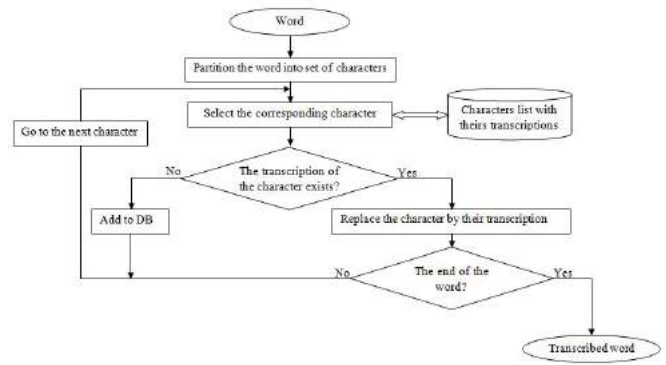 Word
Partition the word into set of characters
Select the corresponding character
Characters list with
theirs transcriptions
Go to the next character
No
The transcription of
the character exists?
Yes
Add to DB
Replace the character by their transcription
No
The end of the
word?
Yes
Transcribed word